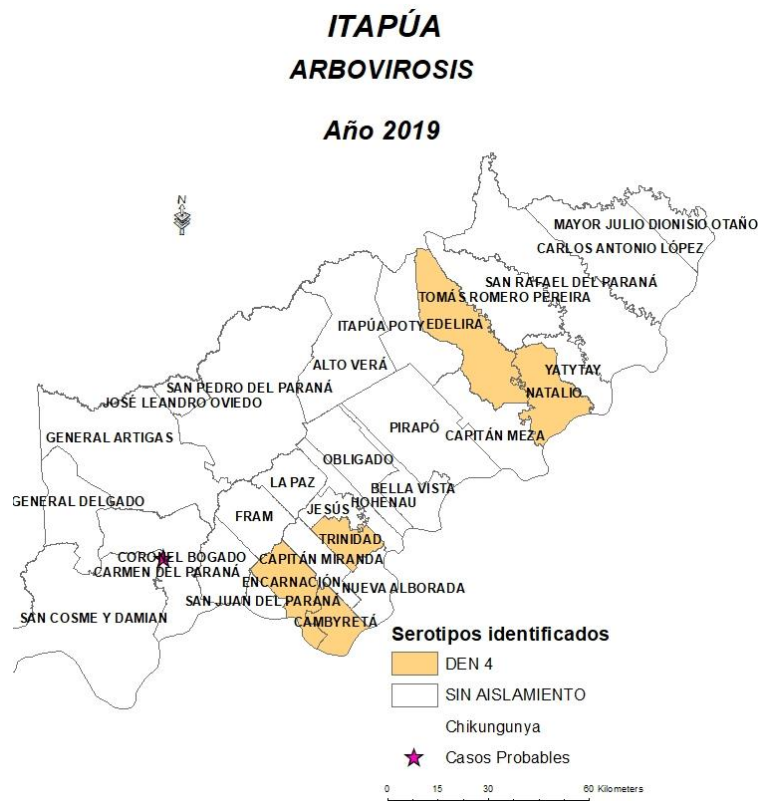 ITAPÚA
ARBOVIROSIS
Año 2019
N
MAYOR JULIO DIONISIO OTAÑO
CARLOS ANTONIO LÓPEZ
SAN RAFAEL DEL PARANÁ
TOMÁS ROMERO PEREIRA
ITAPÚA POTY
EDELIRA
ALTO VERÁ
YATYTAY
SAN PEDRO DEL PARANÁ
NATALIO
JOSÉ LEANDRO OVIEDO
PIRAPÓ
GENERAL ARTIGAS
CAPITÁN MEZA
OBLIGADO
LA PAZ
BELLA VISTA
GENERAL DELGADO
HOHENAU
JESÚS
FRAM
TRINIDAD
CORONEL BOGADO
CAPITÁN MIRANDA
CARMEN DEL PARANÁ
ENCARNACIÓN
NUEVA ALBORADA
SAN JUAN DEL PARANÁ
SAN COSME Y DAMIAN
CAMBYRETÁ
Serotipos identificados
DEN 4
SIN AISLAMIENTO
Chikungunya
Casos Probables
0 15 30 60 Kilometers